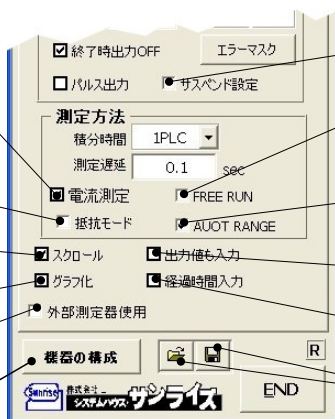 終了時出力OFF エラーマスク
パルス出力 サスペンド設定
測定方法
積分時間 1PLC
測定遅延 0.1 sec
電流測定 FREE RUN
抵抗モード AUOT RANGE
スクロール 出力値も入力
グラフ化 経過時間入力
外部測定器使用
機器の構成 R
Sunrise 株式会社 システムハウス サンライズ END